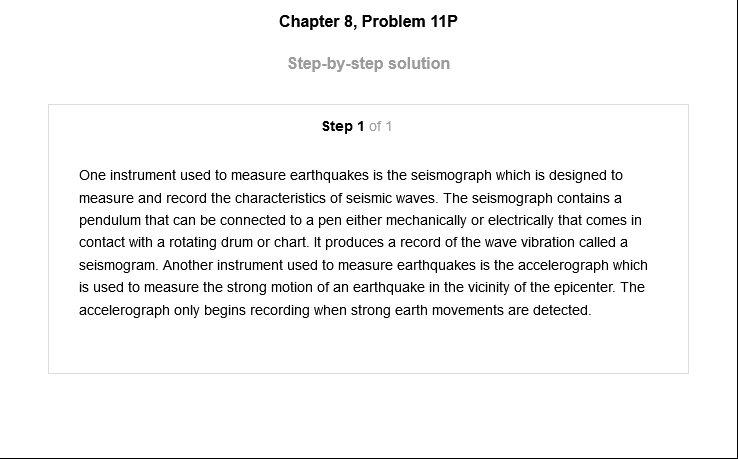 Chapter 8, Problem 11P
Step-by-step solution
Step 1 of 1
One instrument used to measure earthquakes is the seismograph which is designed to
measure and record the characteristics of seismic waves. The seismograph contains a
pendulum that can be connected to a pen either mechanically or electrically that comes in
contact with a rotating drum or chart. It produces a record of the wave vibration called a
seismogram. Another instrument used to measure earthquakes is the accelerograph which
is used to measure the strong motion of an earthquake in the vicinity of the epicenter. The
accelerograph only begins recording when strong earth movements are detected.